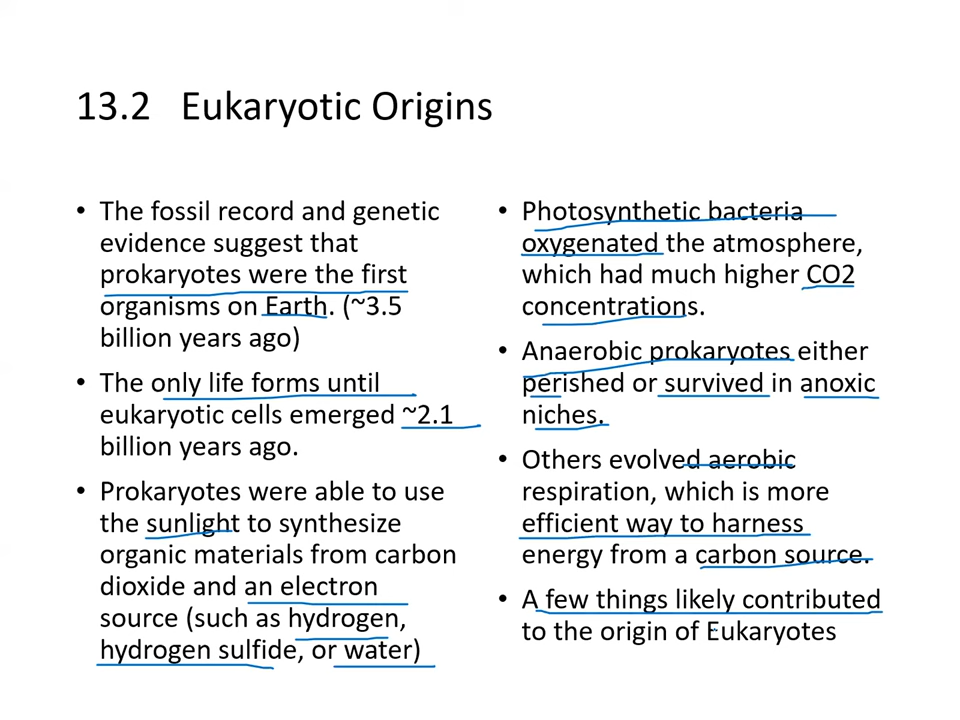 13.2 Eukaryotic Origins
• The fossil record and genetic
evidence suggest that
prokaryotes were the first
organisms on Earth. (~3.5
billion years ago)
• The only life forms until
eukaryotic cells emerged ~2.1
billion years ago.
• Prokaryotes were able to use
the sunlight to synthesize
organic materials from carbon
dioxide and an electron
source (such as hydrogen,
hydrogen sulfide, or water)
• Photosynthetic bacteria
oxygenated the atmosphere,
which had much higher CO2
concentrations.
• Anaerobic prokaryotes either
perished or survived in anoxic
niches.
• Others evolved aerobic
respiration, which is more
efficient way to harness
energy from a carbon source.
• A few things likely contributed
to the origin of Eukaryotes